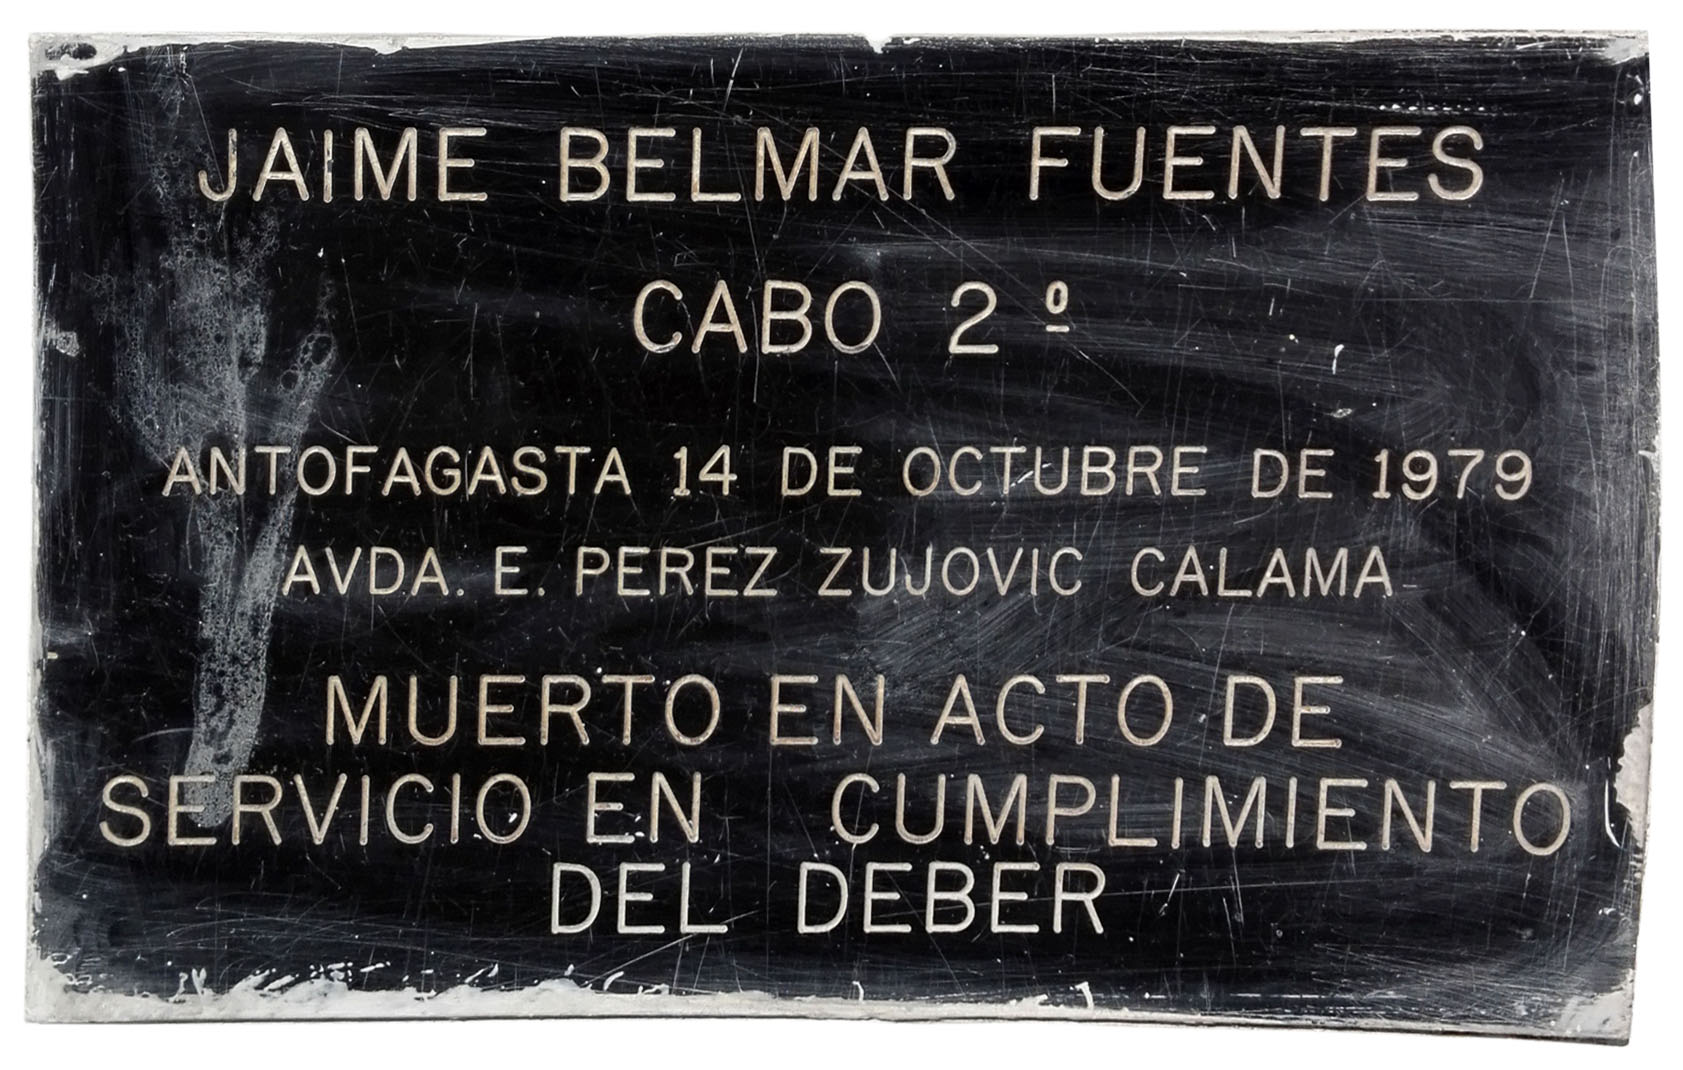 JAIME BELMAR FUENTES
CABO 2º
ANTOFAGASTA 14 DE OCTUBRE DE 1979
AVDA. E. PEREZ ZUJOVIC CALAMA
MUERTO EN ACTO DE
SERVICIO EN CUMPLIMIENTO
DEL DEBER